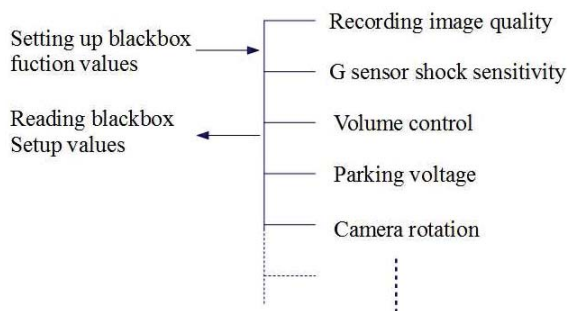 Setting up blackbox
fuction values
Reading blackbox
Setup values
Recording image quality
G sensor shock sensitivity
Volume control
Parking voltage
Camera rotation